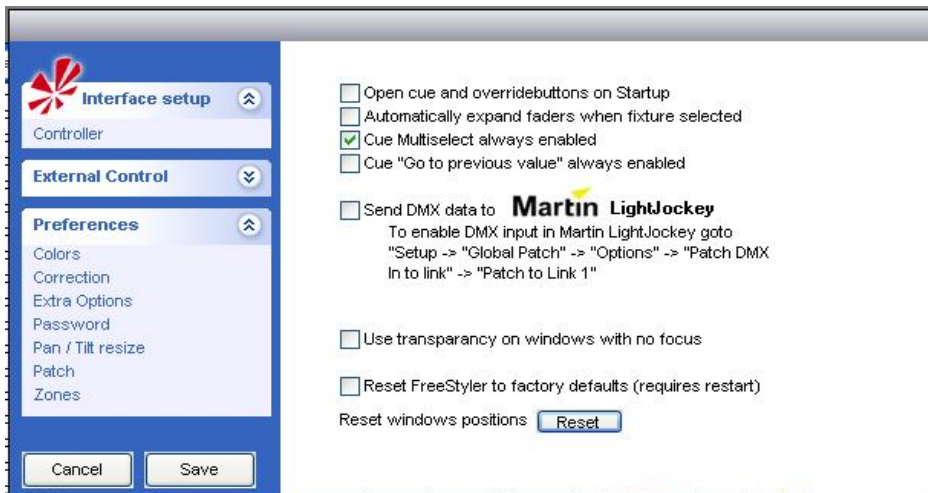 Interface setup
Controller
External Control
Preferences
Colors
Correction
Extra Options
Password
Pan / Tilt resize
Patch
Zones
Cancel
Save
Open cue and overridebuttons on Startup
Automatically expand faders when fixture selected
Cue Multiselect always enabled
Cue "Go to previous value" always enabled
Send DMX data to Martin LightJockey
To enable DMX input in Martin LightJockey goto
"Setup -> "Global Patch" -> "Options" -> "Patch DMX
In to link" -> "Patch to Link 1"
Use transparancy on windows with no focus
Reset FreeStyler to factory defaults (requires restart)
Reset windows positions Reset